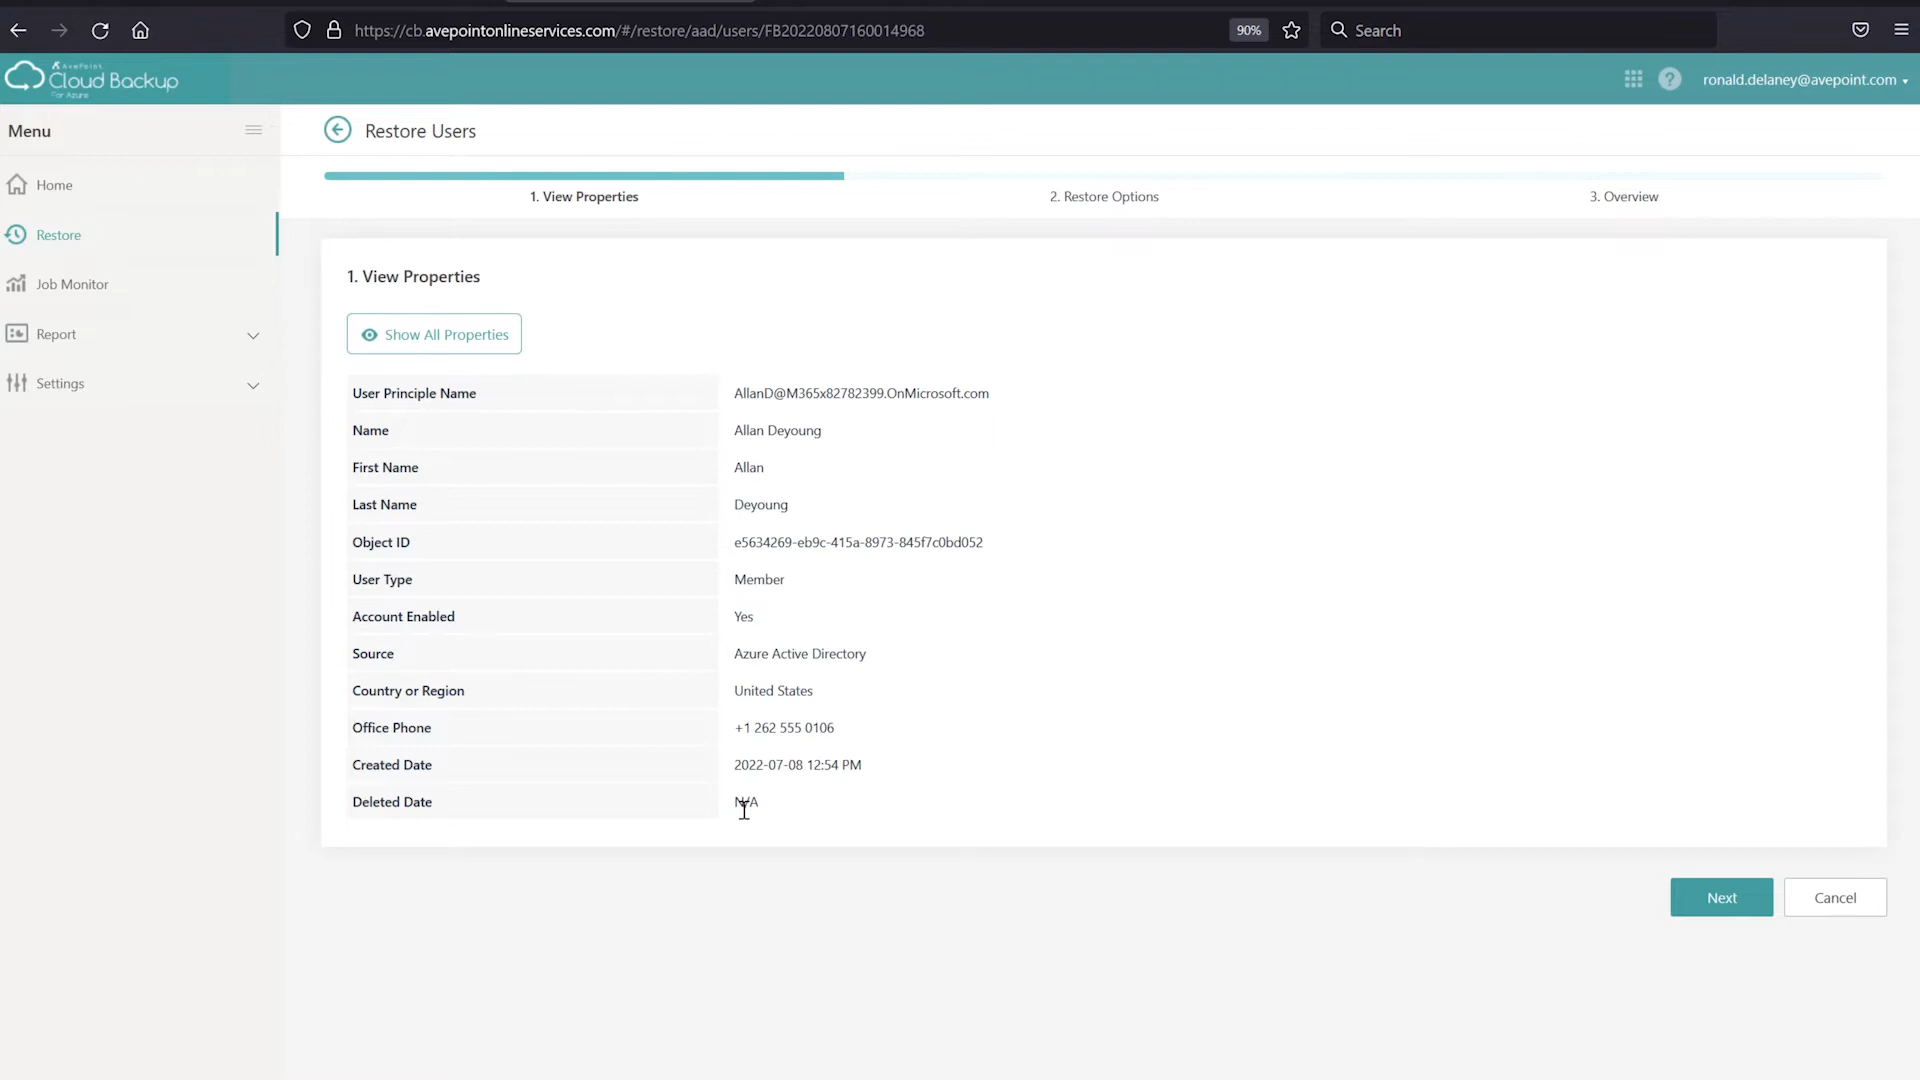 https://cb.avepointonlineservices.com/#/restore/aad/users/FB20220807160014968
90%
Search
AvePoint
Cloud Backup
For Azure
ronald.delaney@avepoint.com
Menu
Home
Restore
Job Monitor
Report
Settings
Restore Users
1. View Properties
2. Restore Options
3. Overview
1. View Properties
Show All Properties
User Principle Name AllanD@M365x82782399.OnMicrosoft.com
Name Allan Deyoung
First Name Allan
Last Name Deyoung
Object ID e5634269-eb9c-415a-8973-845f7c0bd052
User Type Member
Account Enabled Yes
Source Azure Active Directory
Country or Region United States
Office Phone +1 262 555 0106
Created Date 2022-07-08 12:54 PM
Deleted Date N/A
Next
Cancel